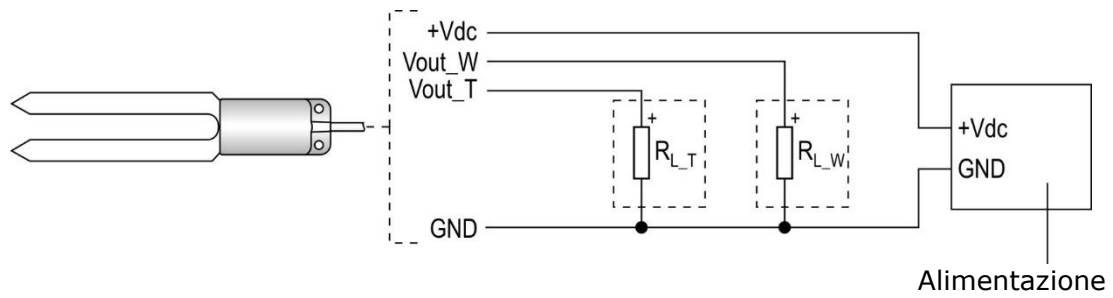 +Vdc
Vout_W
Vout_T
GND
+
R_L_T
+
R_L_W
+Vdc
GND
Alimentazione